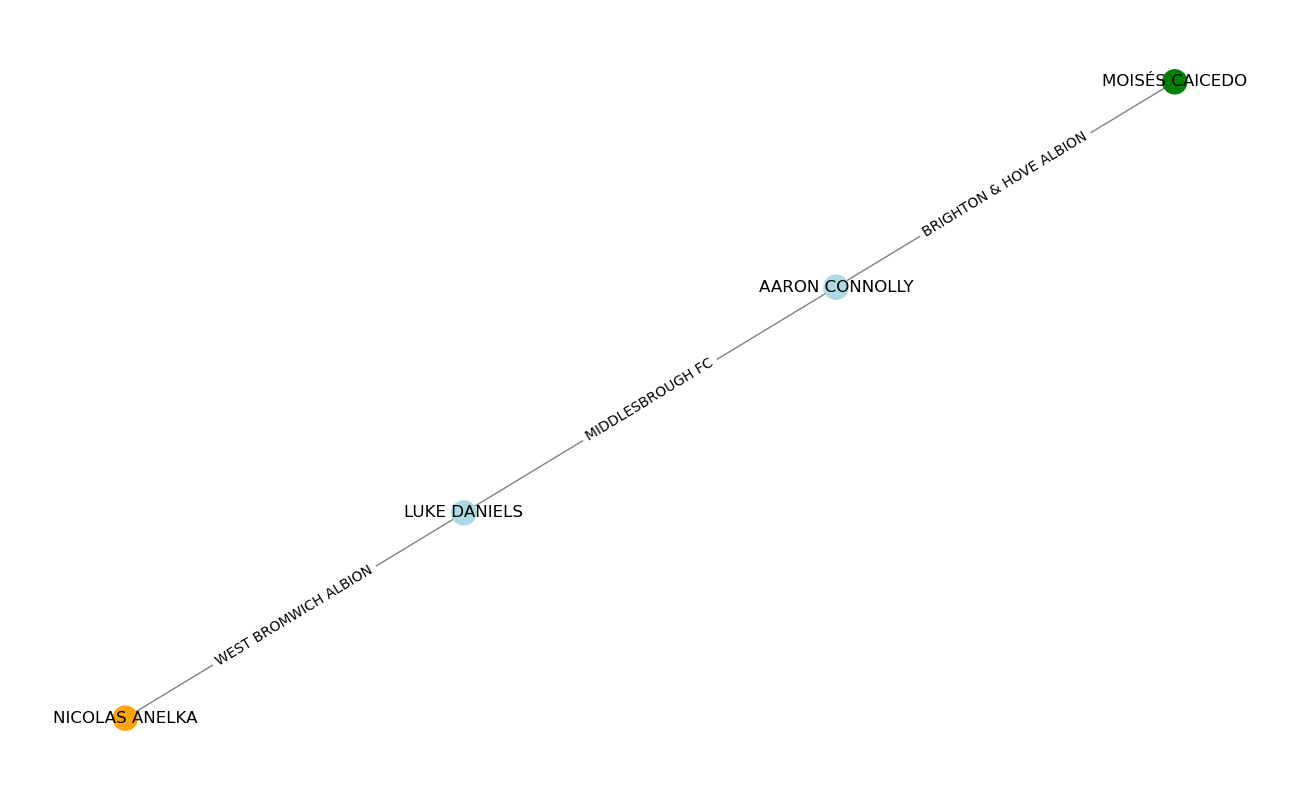 MOISÉS CAICEDO
BRIGHTON & HOVE ALBION
AARON CONNOLLY
MIDDLESBROUGH FC
LUKE DANIELS
WEST BROMWICH ALBION
NICOLAS ANELKA